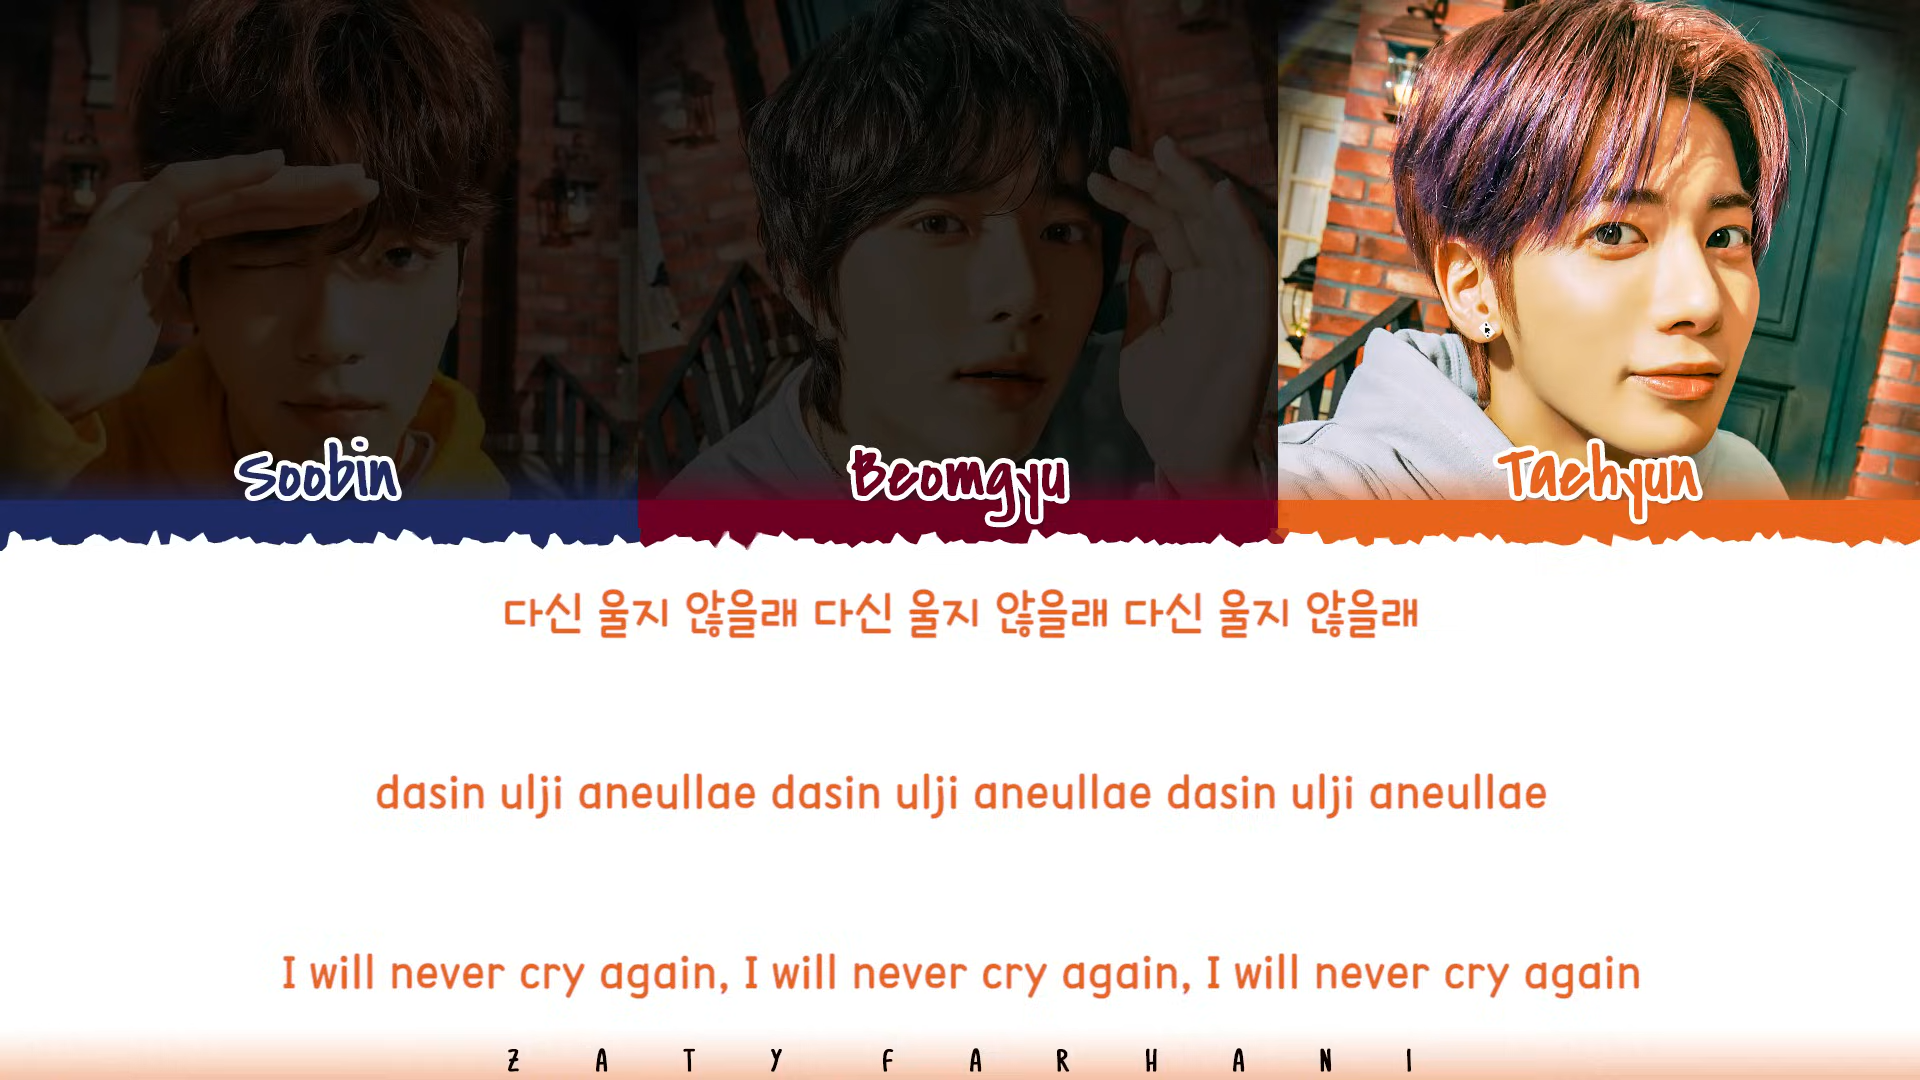 Soobin Beomgyu Taehyun
다신 울지 않을래 다신 울지 않을래 다신 울지 않을래
dasin ulji aneullae dasin ulji aneullae dasin ulji aneullae
I will never cry again, I will never cry again, I will never cry again
ZATY FARHANI